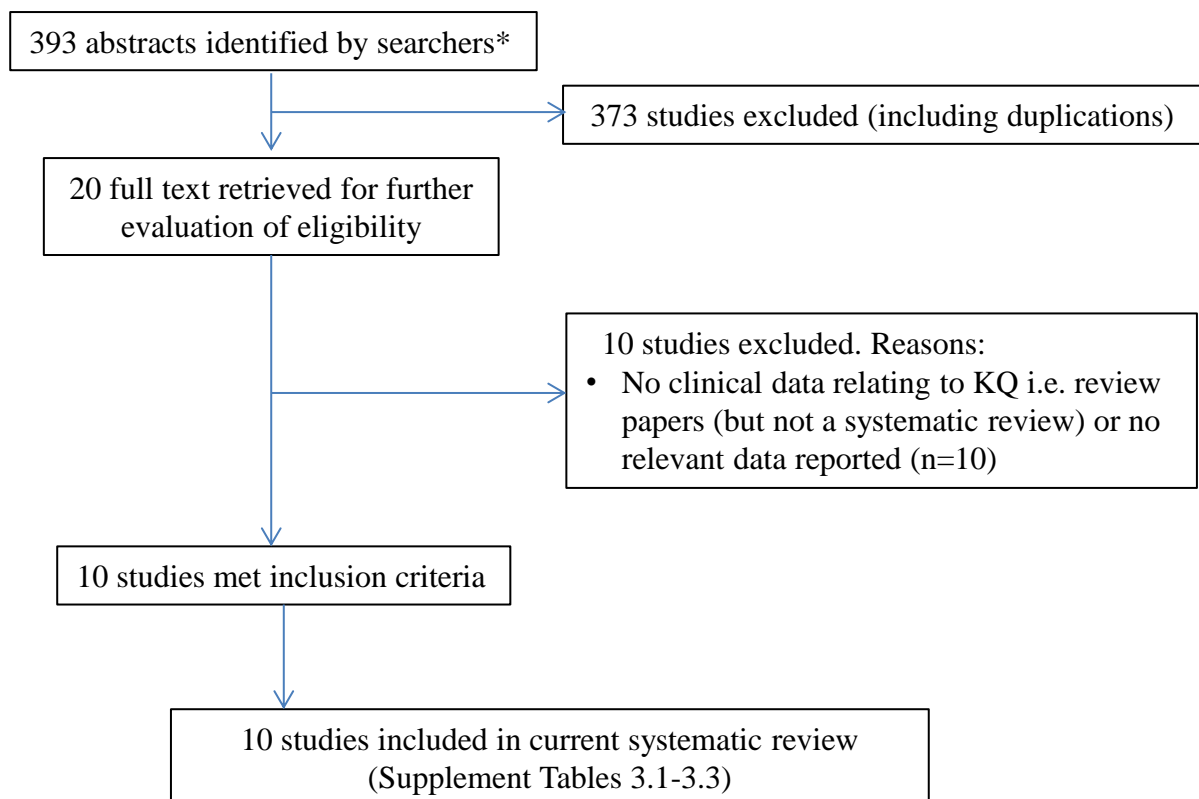 393 abstracts identified by searchers*
373 studies excluded (including duplications)
20 full text retrieved for further
evaluation of eligibility
10 studies excluded. Reasons:
• No clinical data relating to KQ i.e. review
papers (but not a systematic review) or no
relevant data reported (n=10)
10 studies met inclusion criteria
10 studies included in current systematic review
(Supplement Tables 3.1-3.3)